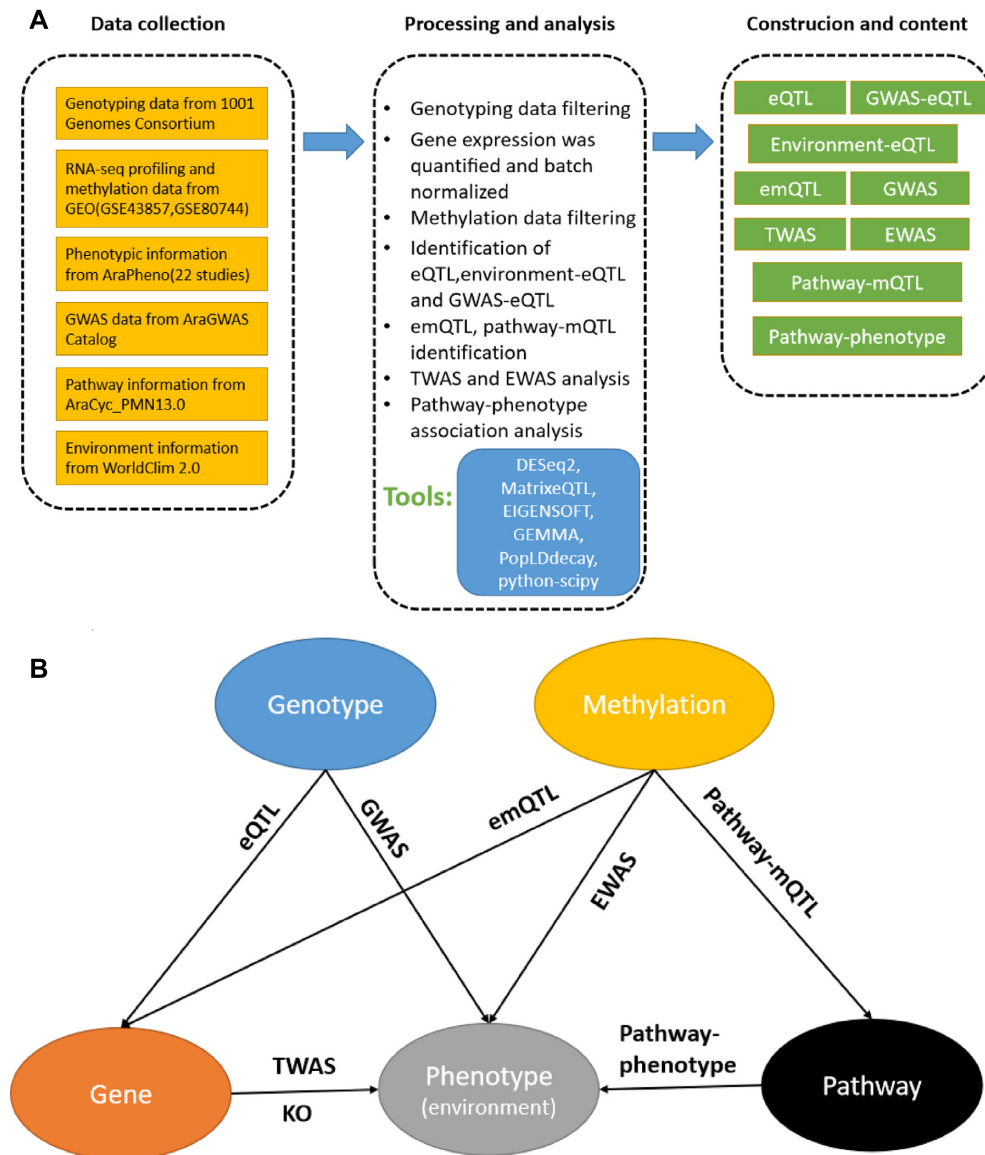 A
Data collection
Processing and analysis
Construcion and content
Genotyping data from 1001
Genomes Consortium
RNA-seq profiling and
methylation data from
GEO(GSE43857,GSE80744)
Phenotypic information
from AraPheno(22 studies)
GWAS data from AraGWAS
Catalog
Pathway information from
AraCyc_PMN13.0
Environment information
from WorldClim 2.0
• Genotyping data filtering
• Gene expression was
quantified and batch
normalized
• Methylation data filtering
• Identification of
eQTL,environment-eQTL
and GWAS-eQTL
• emQTL, pathway-mQTL
identification
• TWAS and EWAS analysis
• Pathway-phenotype
association analysis
Tools:
DESeq2,
MatrixeQTL,
EIGENSOFT,
GEMMA,
PopLDdecay,
python-scipy
eQTL
GWAS-eQTL
Environment-eQTL
emQTL
GWAS
TWAS
EWAS
Pathway-mQTL
Pathway-phenotype
B
Genotype
Methylation
eQTL
GWAS
emQTL
EWAS
Pathway-mQTL
Gene
TWAS
KO
Phenotype
(environment)
Pathway-
phenotype
Pathway